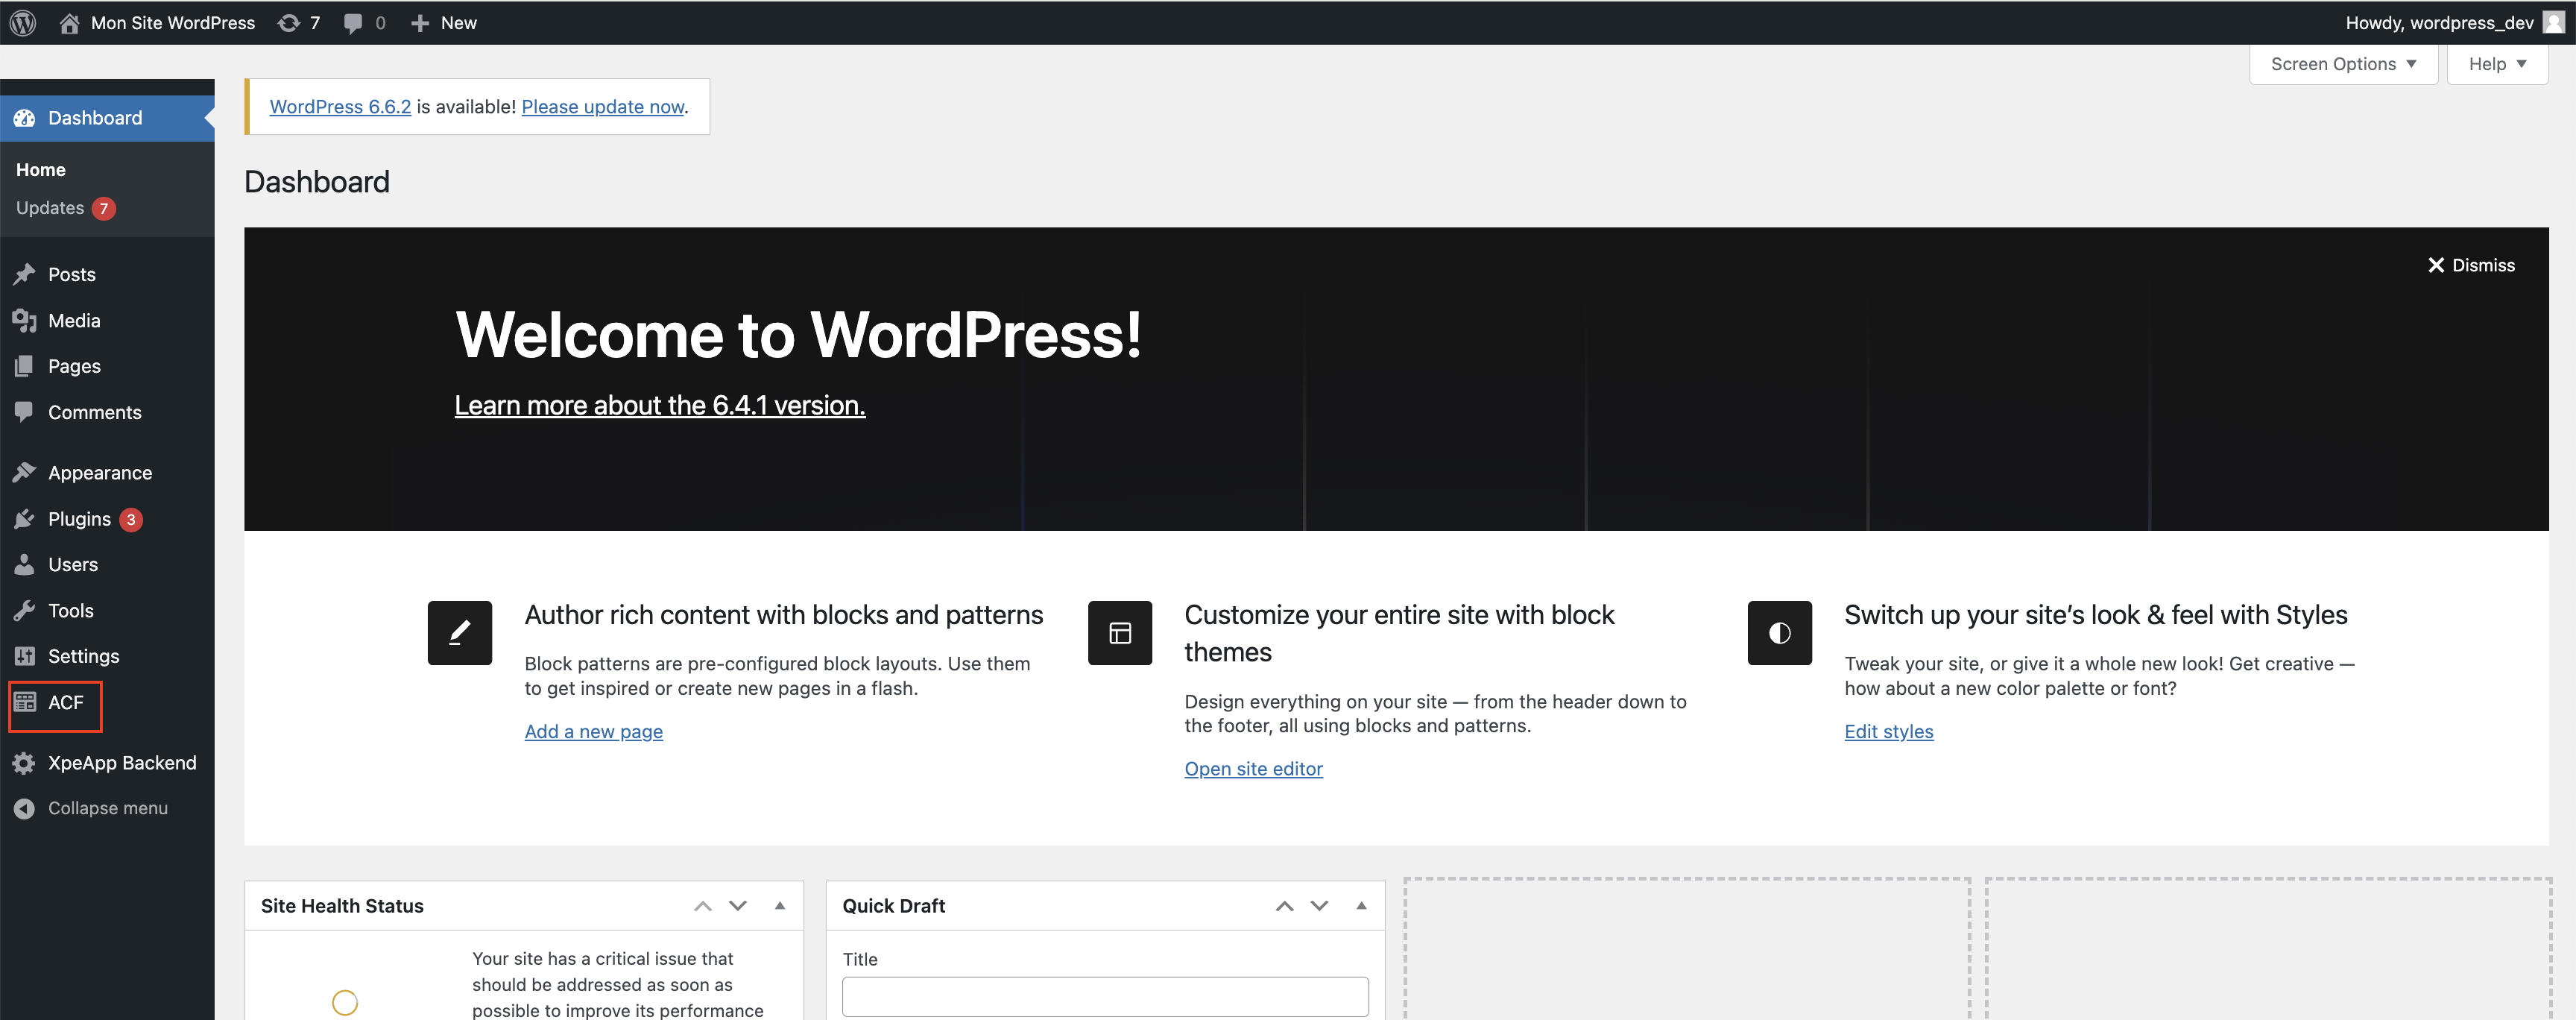 Mon Site WordPress 7 0 New
Howdy, wordpress_dev
Screen Options Help
Dashboard
Home
Updates 7
Posts
Media
Pages
Comments
Appearance
Plugins 3
Users
Tools
Settings
ACF
XpeApp Backend
Collapse menu
WordPress 6.6.2 is available! Please update now.
Dashboard
Dismiss
Welcome to WordPress!
Learn more about the 6.4.1 version.
Author rich content with blocks and patterns
Block patterns are pre-configured block layouts. Use them
to get inspired or create new pages in a flash.
Add a new page
Customize your entire site with block
themes
Design everything on your site — from the header down to
the footer, all using blocks and patterns.
Open site editor
Switch up your site’s look & feel with Styles
Tweak your site, or give it a whole new look! Get creative —
how about a new color palette or font?
Edit styles
Site Health Status
Your site has a critical issue that
should be addressed as soon as
possible to improve its performance
Quick Draft
Title